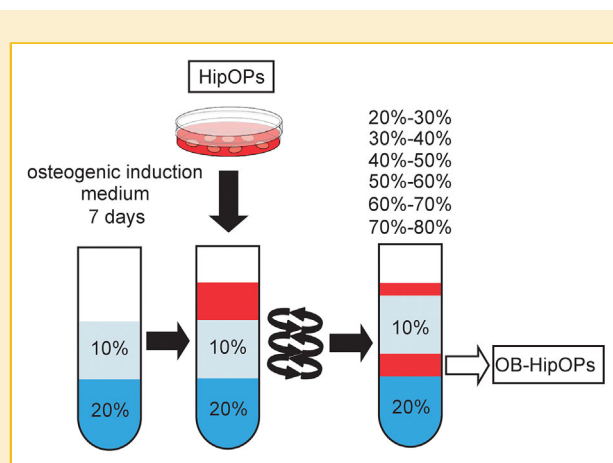 HipOPs
osteogenic induction
medium
7 days
20%-30%
30%-40%
40%-50%
50%-60%
60%-70%
70%-80%
10%
20%
10%
20%
10%
20%
OB-HipOPs